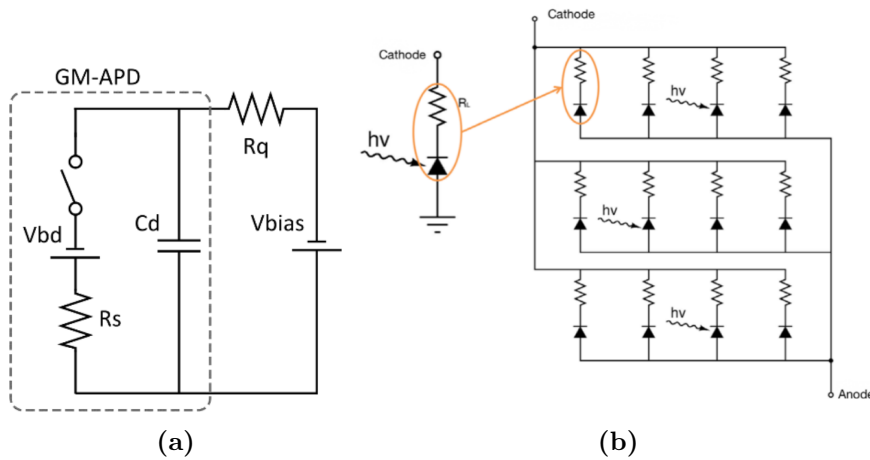 GM-APD
Rq
Vbd
Cd
Vbias
Rs
(a)
Cathode
Cathode
RL
hv
hv
hv
hv
Anode
(b)